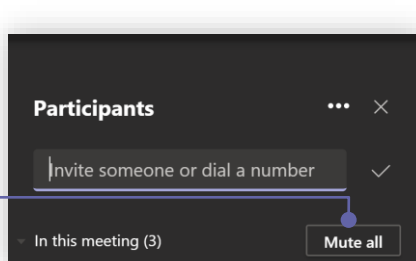 Participants
Invite someone or dial a number
In this meeting (3) Mute all